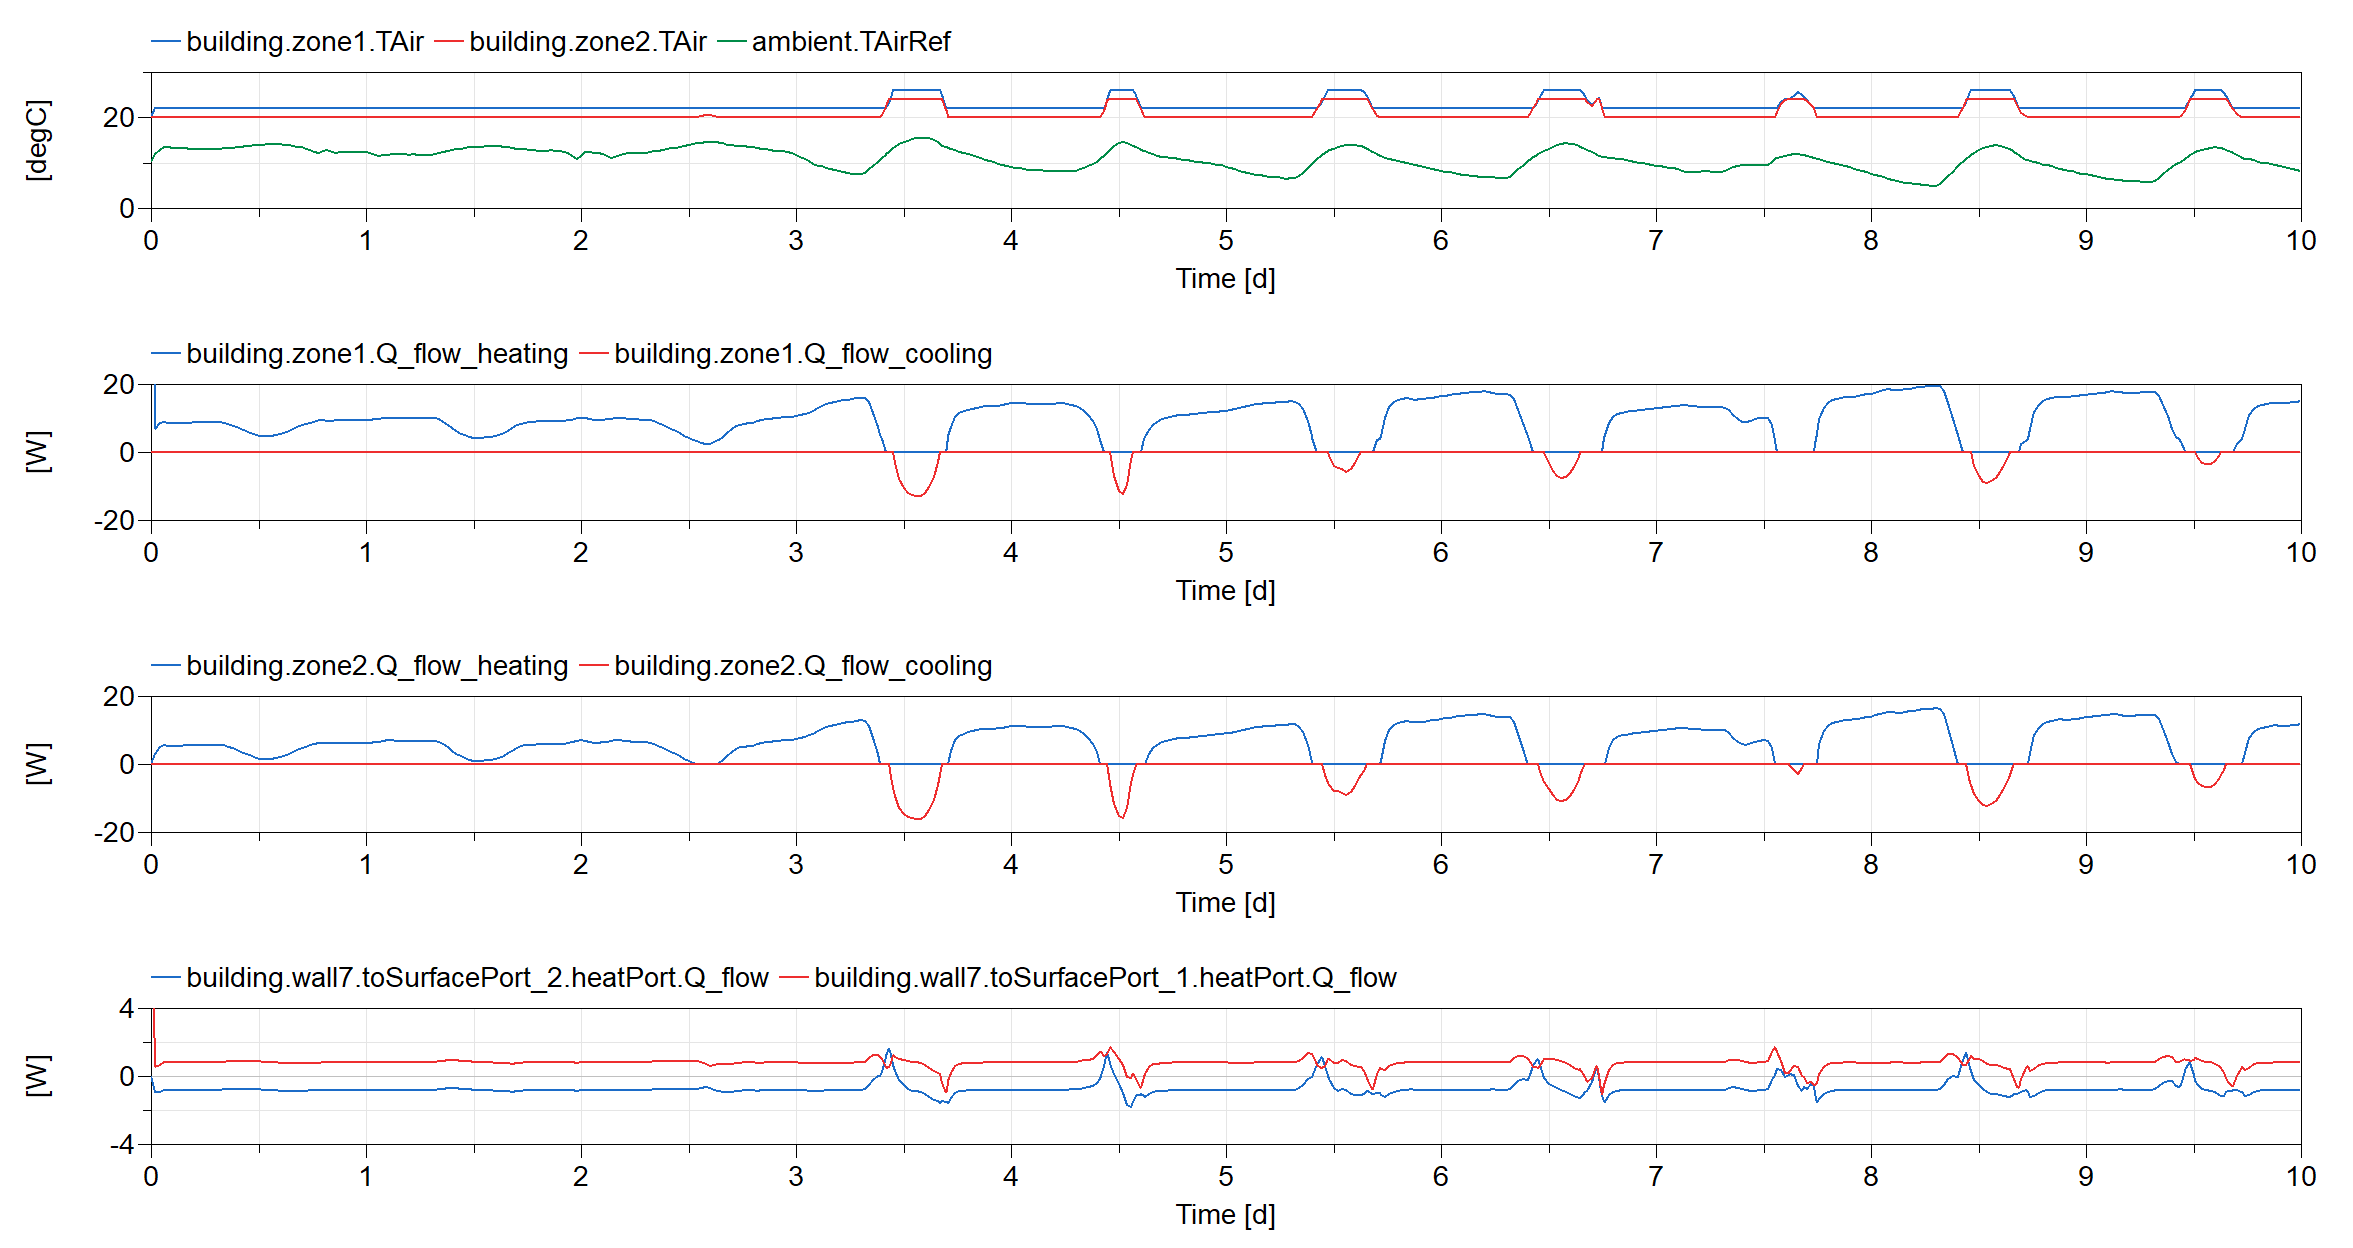 building.zone1.TAir building.zone2.TAir ambient.TAirRef
[degC]
20
0
0 1 2 3 4 5 6 7 8 9 10
Time [d]
building.zone1.Q_flow_heating building.zone1.Q_flow_cooling
[W]
20
0
-20
0 1 2 3 4 5 6 7 8 9 10
Time [d]
building.zone2.Q_flow_heating building.zone2.Q_flow_cooling
[W]
20
0
-20
0 1 2 3 4 5 6 7 8 9 10
Time [d]
building.wall7.toSurfacePort_2.heatPort.Q_flow building.wall7.toSurfacePort_1.heatPort.Q_flow
[W]
4
0
-4
0 1 2 3 4 5 6 7 8 9 10
Time [d]